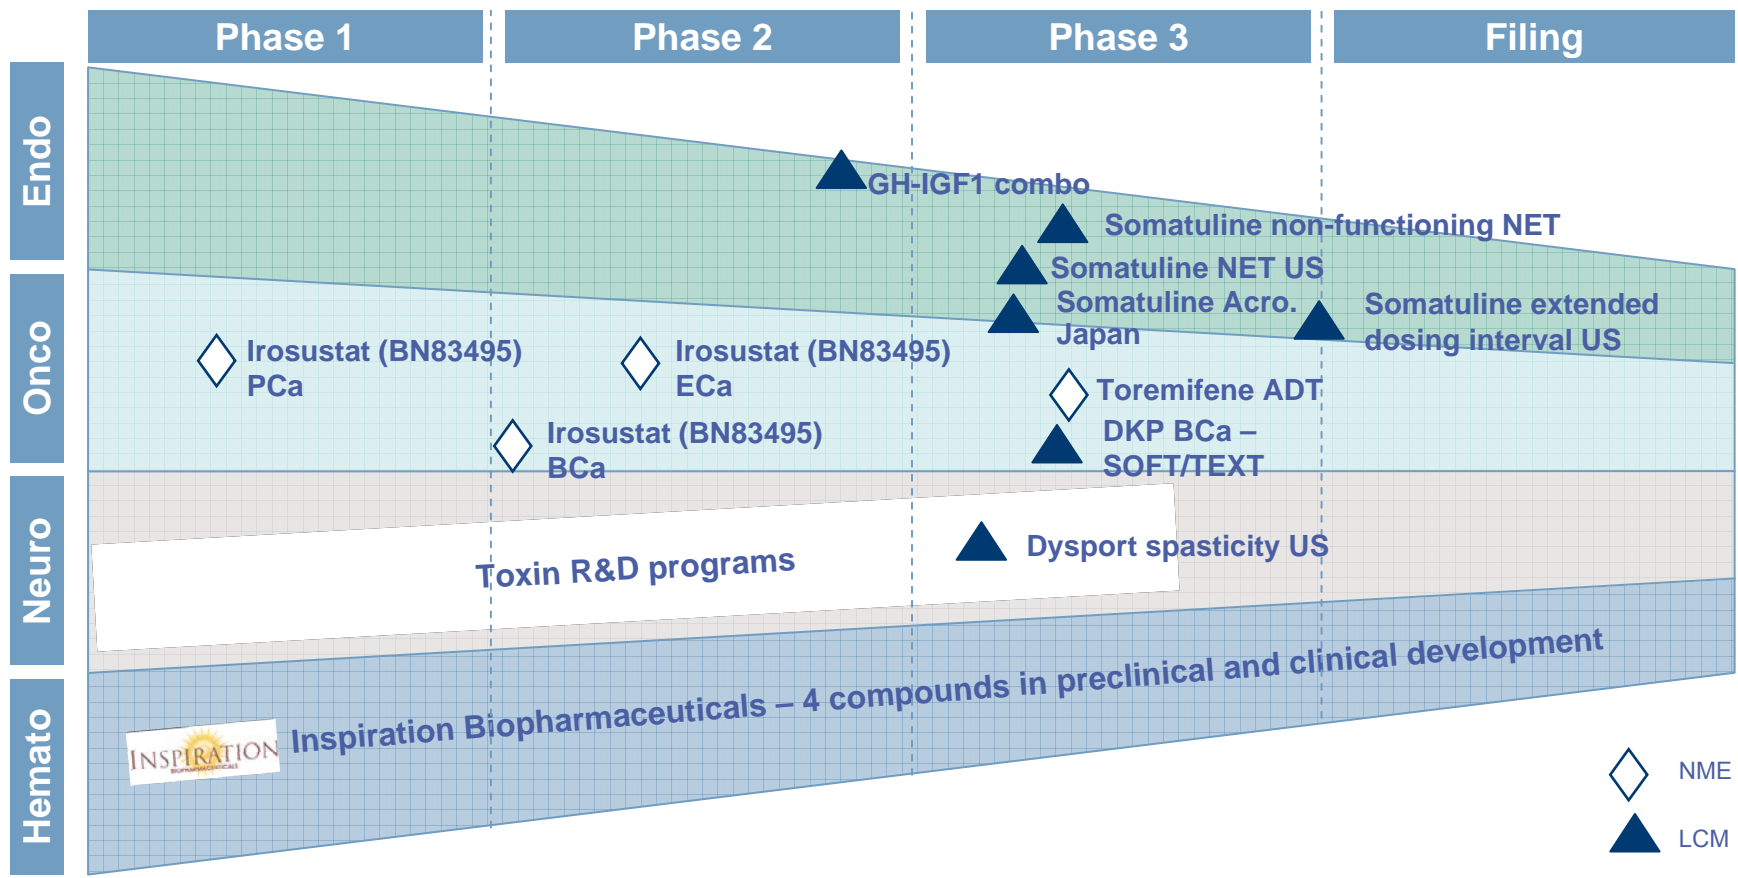 Phase 1
Phase 2
Phase 3
Filing
Endo
GH-IGF1 combo
Somatuline non-functioning NET
Somatuline NET US
Somatuline Acro.
Japan
Somatuline extended
dosing interval US
Onco
Irosustat (BN83495)
PCa
Irosustat (BN83495)
ECa
Irosustat (BN83495)
BCa
Toremifene ADT
DKP BCa –
SOFT/TEXT
Neuro
Toxin R&D programs
Dysport spasticity US
Hemato
INSPIRATION
BIOPHARMACEUTICALS
Inspiration Biopharmaceuticals – 4 compounds in preclinical and clinical development
NME
LCM